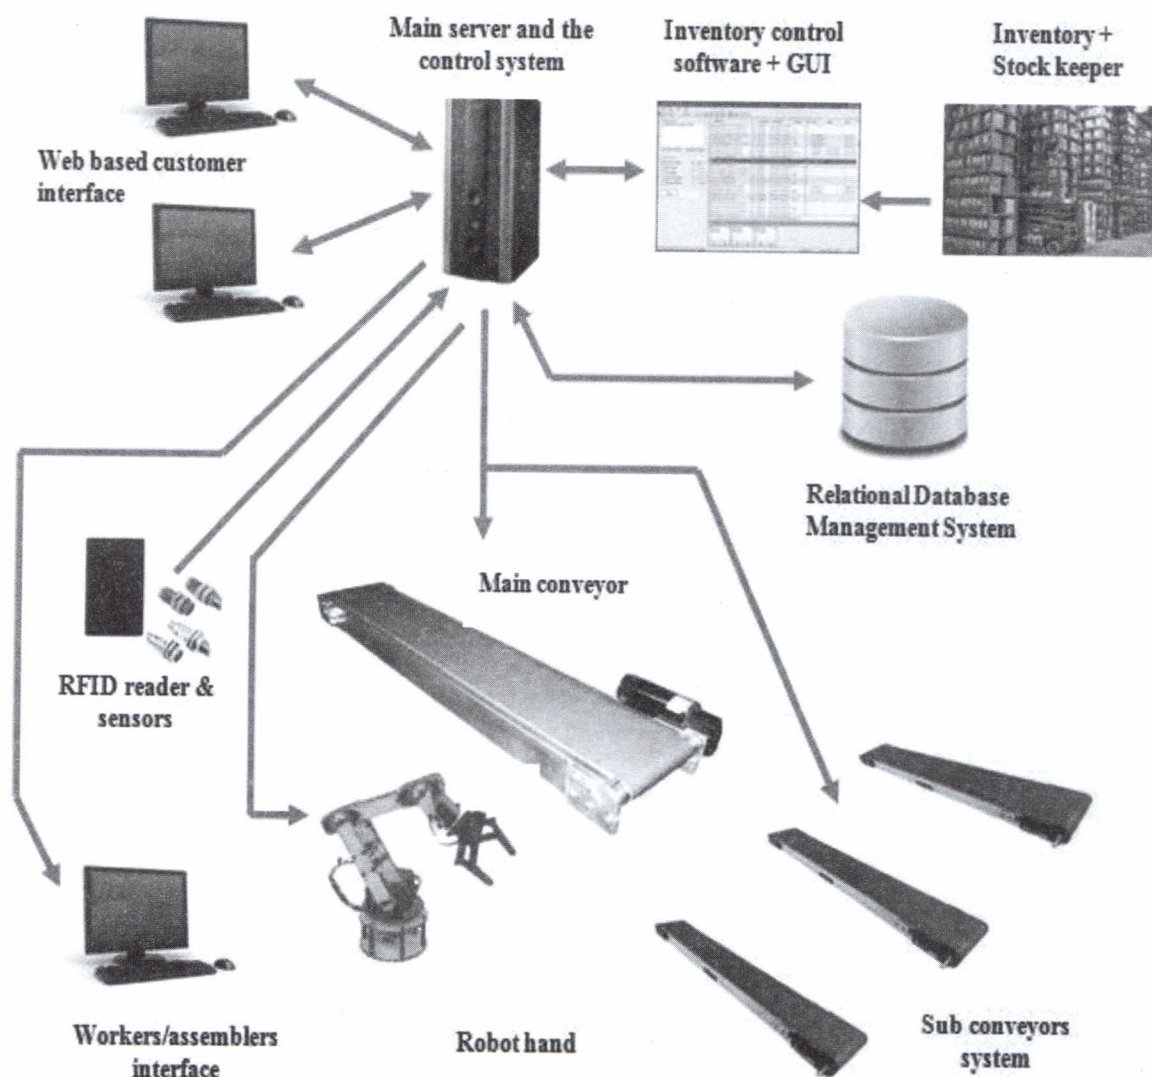 Main server and the
control system
Inventory control
software + GUI
Inventory +
Stock keeper
Web based customer
interface
Relational Database
Management System
Main conveyor
RFID reader &
sensors
Workers/assemblers
interface
Robot hand
Sub conveyors
system